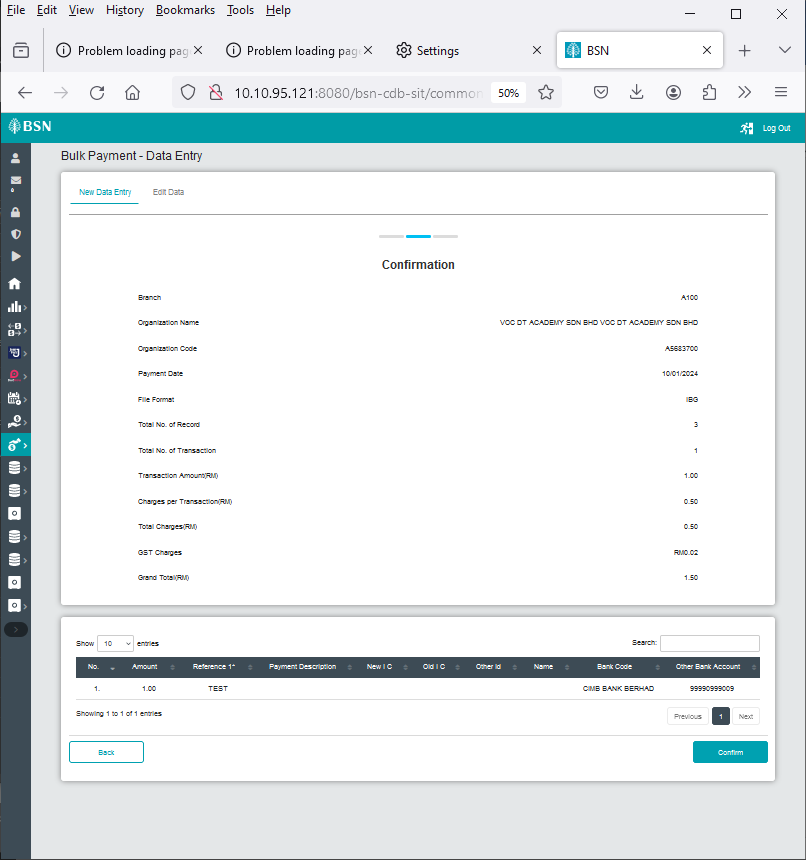 File Edit View History Bookmarks Tools Help
Problem loading pag
Problem loading pag
Settings
BSN
10.10.95.121:8080/bsn-cdb-sit/common
50%
BSN
Log Out
Bulk Payment - Data Entry
New Data Entry Edit Data
Confirmation
Branch A100
Organization Name VOC DT ACADEMY SDN BHD VOC DT ACADEMY SDN BHD
Organization Code A5683700
Payment Date 10/01/2024
File Format IBG
Total No. of Record 3
Total No. of Transaction 1
Transaction Amount(RM) 1.00
Charges per Transaction(RM) 0.50
Total Charges(RM) 0.50
GST Charges RM0.02
Grand Total(RM) 1.50
Show 10 entries Search:
No. Amount Reference 1* Payment Description New I C Old I C Other Id Name Bank Code Other Bank Account
1. 1.00 TEST CIMB BANK BERHAD 99990999009
Showing 1 to 1 of 1 entries Previous 1 Next
Back Confirm